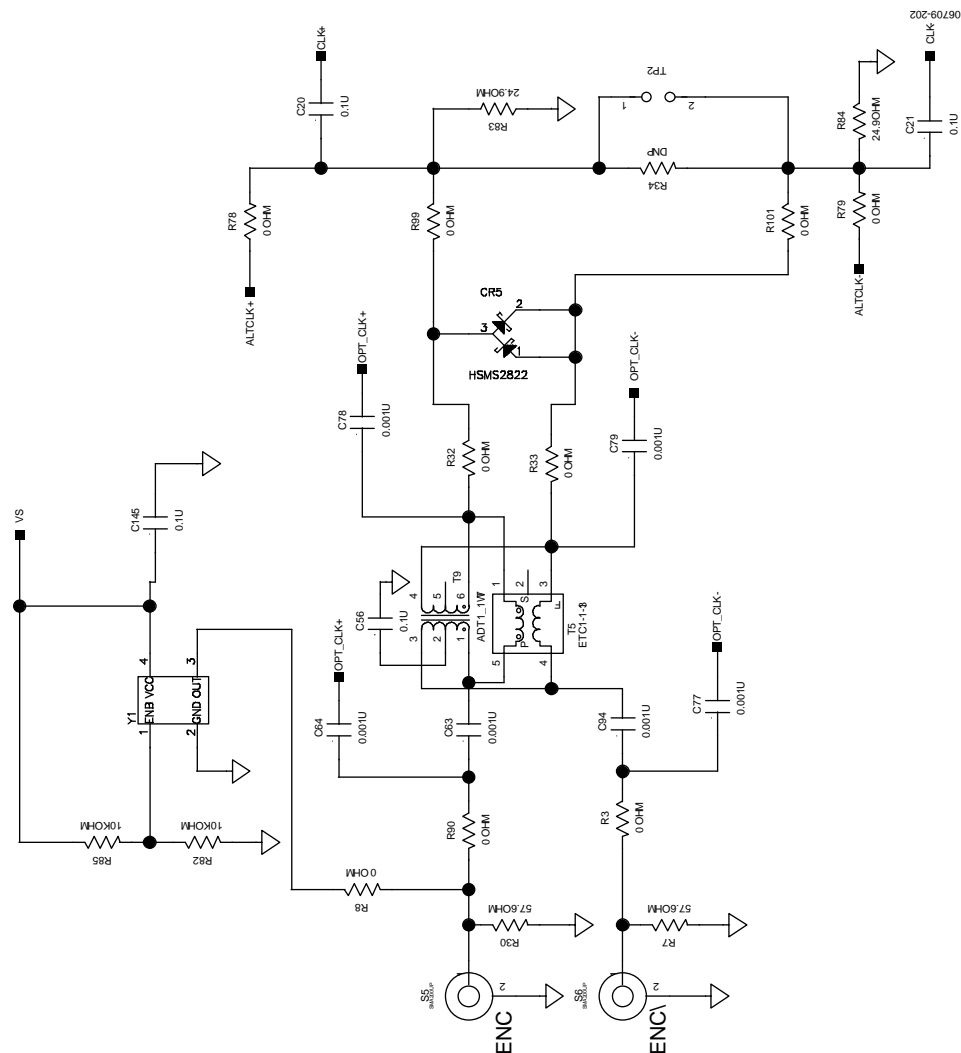 06709-202
CLK+
CLK-
C20
0.1U
24.9OHM
R83
TP2
1
2
R84
24.9OHM
C21
0.1U
R78
0 OHM
R99
0 OHM
DNP
R34
R101
0 OHM
R79
0 OHM
ALTCLK+
ALTCLK-
CR5
3
2
1
HSMS2822
OPT_CLK+
OPT_CLK-
C78
0.001U
R32
0 OHM
R33
0 OHM
C79
0.001U
VS
C145
0.1U
C56
0.1U
4
5
6
T9
3
2
1
ADT1_1WT
1
2
3
S
F
P
5
4
T5
ETC1-1-13
Y1
4
3
ENB VCC
GND OUT
1
2
OPT_CLK+
OPT_CLK-
C64
0.001U
C63
0.001U
C94
0.001U
C77
0.001U
10KOHM
R85
10KOHM
R82
0 OHM
R8
R90
0 OHM
R3
0 OHM
57.6OHM
R30
57.6OHM
R7
S5
SMA200UP
1
2
ENC
S6
SMA200UP
1
2
ENC\